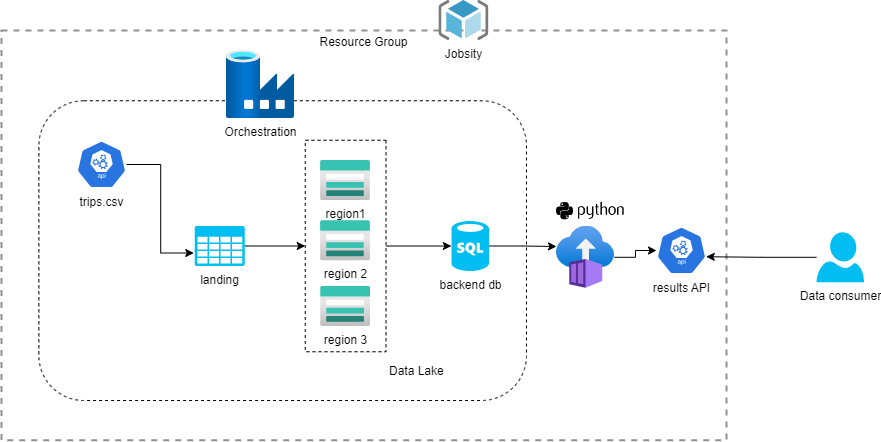 Resource Group
Jobsity
Orchestration
api
trips.csv
landing
region1
region 2
region 3
SQL
backend db
python
api
results API
Data consumer
Data Lake